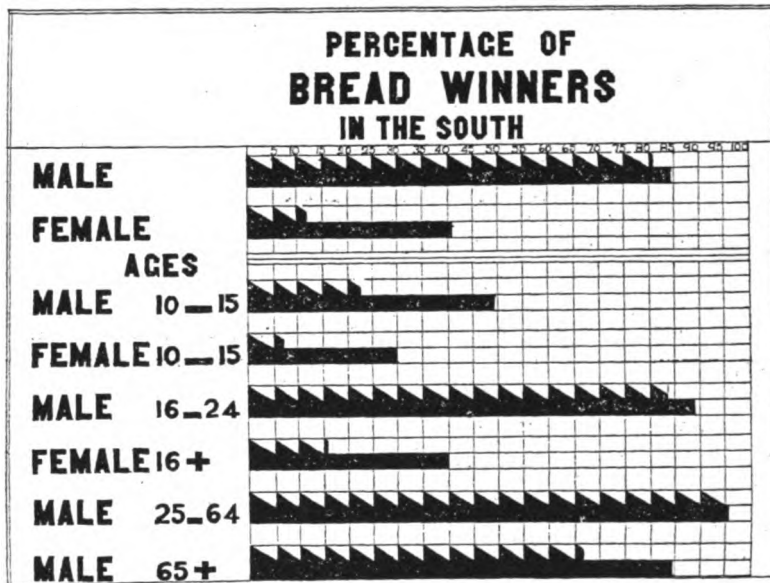 PERCENTAGE OF
BREAD WINNERS
IN THE SOUTH
5 10 15 20 25 30 35 40 45 50 55 60 65 70 75 80 85 90 95 100
MALE
FEMALE
AGES
MALE 10—15
FEMALE 10—15
MALE 16—24
FEMALE 16+
MALE 25—64
MALE 65+